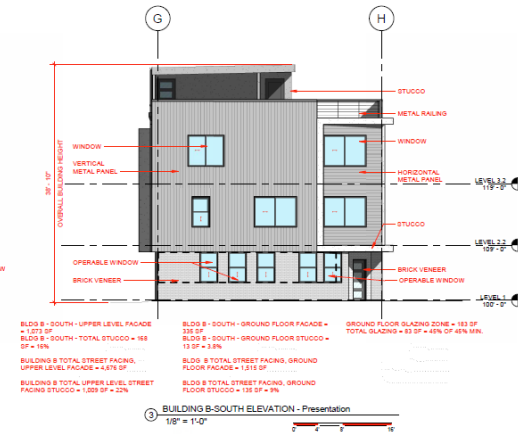 G
H
STUCCO
METAL RAILING
WINDOW
WINDOW
VERTICAL
METAL PANEL
HORIZONTAL
METAL PANEL
OVERALL BUILDING HEIGHT
LEVEL 3.2
119' - 0"
STUCCO
LEVEL 2.2
109' - 0"
OPERABLE WINDOW
BRICK VENEER
BRICK VENEER
OPERABLE WINDOW
LEVEL 1
100' - 0"
BLDG B - SOUTH - UPPER LEVEL FACADE
= 1,073 SF
BLDG B - SOUTH - TOTAL STUCCO = 168
SF = 16%
BUILDING B TOTAL STREET FACING,
UPPER LEVEL FACADE = 4,676 SF
BUILDING B TOTAL UPPER LEVEL STREET
FACING STUCCO = 1,009 SF = 22%
BLDG B - SOUTH - GROUND FLOOR FACADE =
335 SF
BLDG B - SOUTH - GROUND FLOOR STUCCO =
13 SF = 3.8%
BLDG B TOTAL STREET FACING, GROUND
FLOOR FACADE = 1,515 SF
BLDG B TOTAL STREET FACING, GROUND
FLOOR STUCCO = 135 SF = 9%
GROUND FLOOR GLAZING ZONE = 183 SF
TOTAL GLAZING = 83 SF = 45% OF 45% MIN.
3
BUILDING B-SOUTH ELEVATION - Presentation
1/8" = 1'-0"
0' 4' 8' 16'